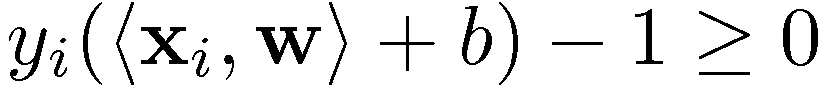 y_i(⟨𝐱_i, 𝐰⟩ + b) − 1 ≥ 0